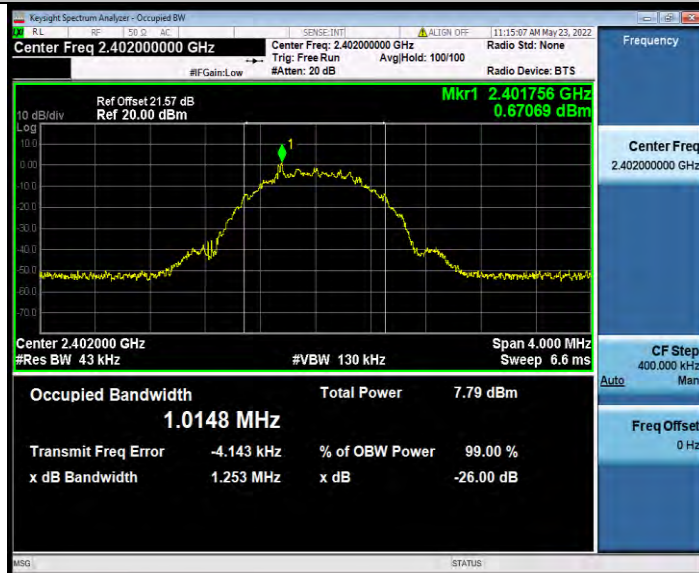 Keysight Spectrum Analyzer - Occupied BW
RL RF 50 Ω AC SENSE:INT ALIGN OFF 11:15:07 AM May 23, 2022
Center Freq 2.402000000 GHz
Center Freq: 2.402000000 GHz
Radio Std: None
Trig: Free Run Avg|Hold: 100/100
#IFGain:Low #Atten: 20 dB Radio Device: BTS
Frequency
Mkr1 2.401756 GHz
0.67069 dBm
Ref Offset 21.57 dB
10 dB/div Ref 20.00 dBm
Log
10.0
0.00
-10.0
-20.0
-30.0
-40.0
-50.0
-60.0
-70.0
1
Center 2.402000 GHz Span 4.000 MHz
#Res BW 43 kHz #VBW 130 kHz Sweep 6.6 ms
Occupied Bandwidth Total Power 7.79 dBm
1.0148 MHz
Transmit Freq Error -4.143 kHz % of OBW Power 99.00 %
x dB Bandwidth 1.253 MHz x dB -26.00 dB
Center Freq
2.402000000 GHz
CF Step
400.000 kHz
Auto Man
Freq Offset
0 Hz
MSG STATUS